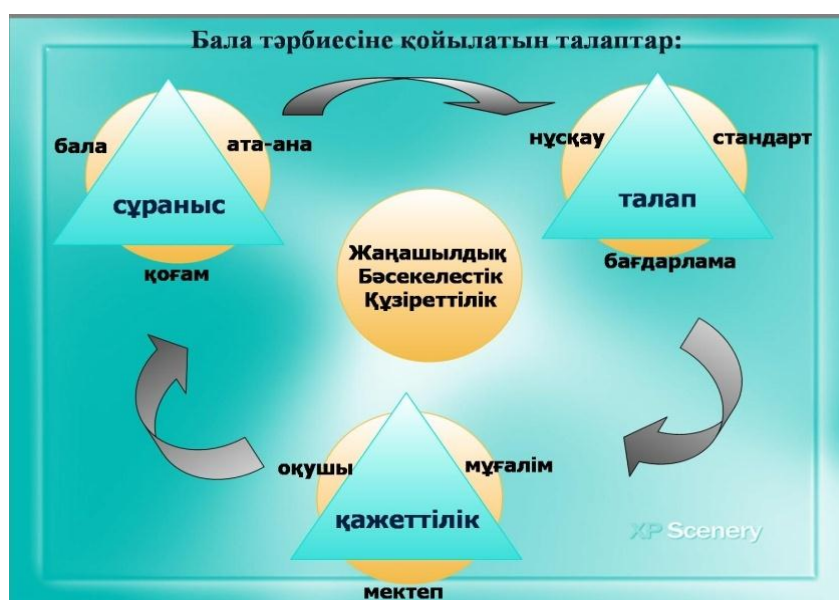 Бала тәрбиесіне қойылатын талаптар:
бала
ата-ана
сұраныс
қоғам
нұсқау
стандарт
талап
бағдарлама
Жаңашылдық
Бәсекелестік
Құзіреттілік
оқушы
мұғалім
қажеттілік
мектеп
XP Scenery